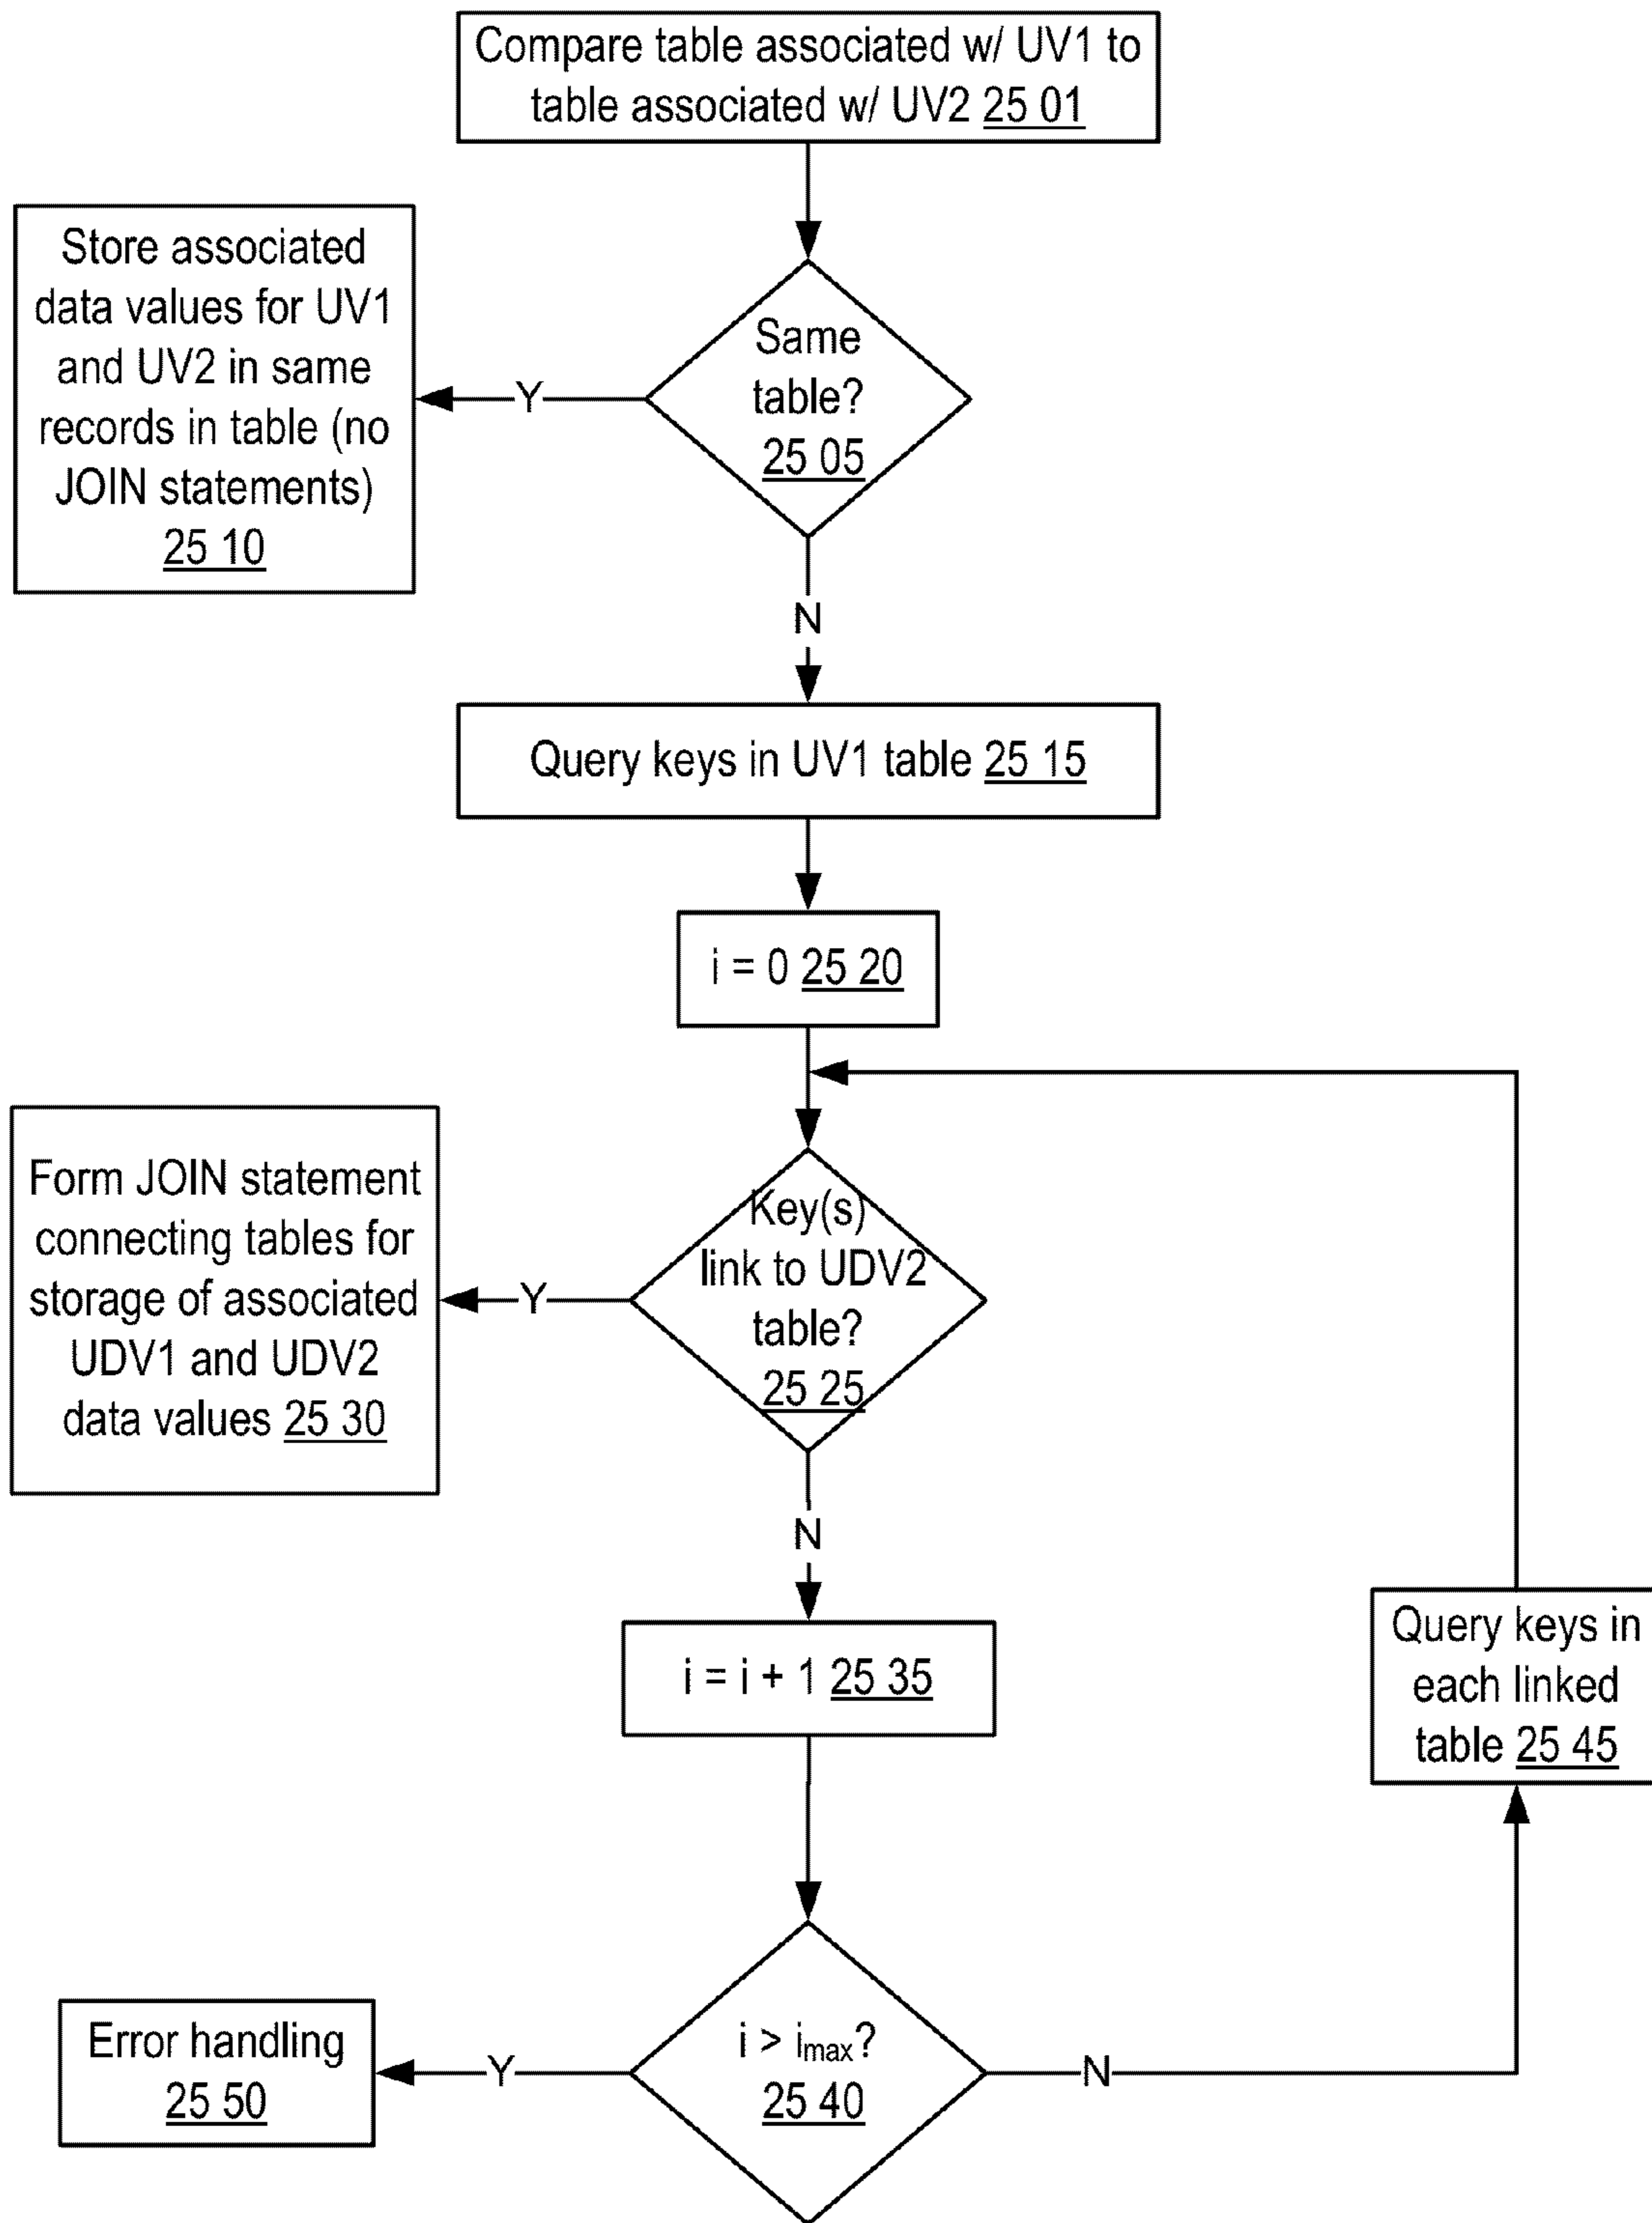 Compare table associated w/ UV1 to
table associated w/ UV2 25 01
Store associated
data values for UV1
and UV2 in same
records in table (no
JOIN statements)
25 10
Same
table?
25 05
Y
N
Query keys in UV1 table 25 15
i = 0 25 20
Form JOIN statement
connecting tables for
storage of associated
UDV1 and UDV2
data values 25 30
Key(s)
link to UDV2
table?
25 25
Y
N
i = i + 1 25 35
Query keys in
each linked
table 25 45
Error handling
25 50
Y
i > imax?
25 40
N